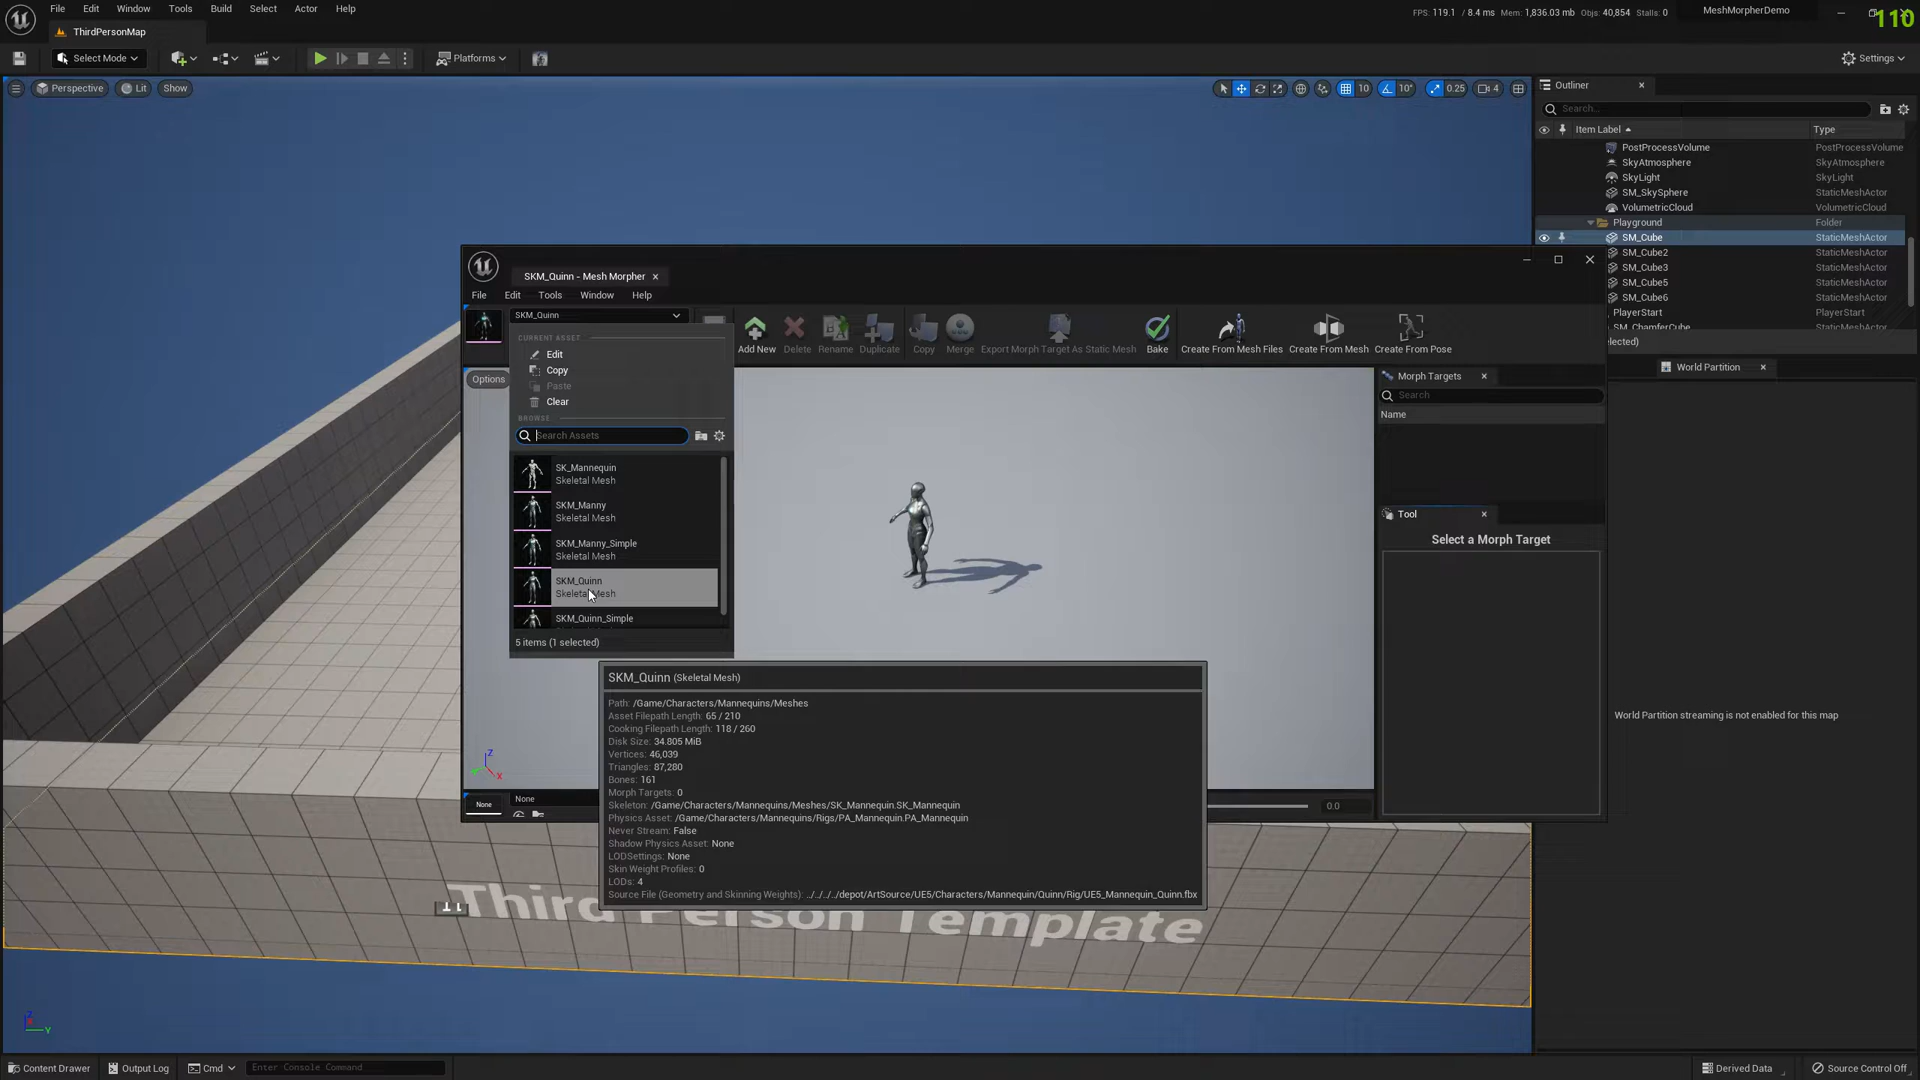 File Edit Window Tools Build Select Actor Help
FPS: 119.1 / 8.4 ms Mem: 1,836.03 mb Objs: 40,854 Stalls: 0
MeshMorpherDemo
110
ThirdPersonMap
Select Mode
Platforms
Settings
Perspective Lit Show
10 10° 0.25 4
Outliner
Search...
Item Label Type
PostProcessVolume PostProcessVolume
SkyAtmosphere SkyAtmosphere
SkyLight SkyLight
SM_SkySphere StaticMeshActor
VolumetricCloud VolumetricCloud
Playground Folder
SM_Cube StaticMeshActor
SM_Cube2 StaticMeshActor
SM_Cube3 StaticMeshActor
SM_Cube5 StaticMeshActor
SM_Cube6 StaticMeshActor
PlayerStart PlayerStart
SM_ChamferCube StaticMeshActor
elected)
World Partition
World Partition streaming is not enabled for this map
SKM_Quinn - Mesh Morpher
File Edit Tools Window Help
SKM_Quinn
Add New Delete Rename Duplicate Copy Merge Export Morph Target As Static Mesh Bake Create From Mesh Files Create From Mesh Create From Pose
CURRENT ASSET
Edit
Copy
Paste
Clear
BROWSE
Search Assets
SK_Mannequin
Skeletal Mesh
SKM_Manny
Skeletal Mesh
SKM_Manny_Simple
Skeletal Mesh
SKM_Quinn
Skeletal Mesh
SKM_Quinn_Simple
5 items (1 selected)
Options
Morph Targets
Search
Name
Tool
Select a Morph Target
SKM_Quinn (Skeletal Mesh)
Path: /Game/Characters/Mannequins/Meshes
Asset Filepath Length: 65 / 210
Cooking Filepath Length: 118 / 260
Disk Size: 34.805 MiB
Vertices: 46,039
Triangles: 87,280
Bones: 161
Morph Targets: 0
Skeleton: /Game/Characters/Mannequins/Meshes/SK_Mannequin.SK_Mannequin
Physics Asset: /Game/Characters/Mannequins/Rigs/PA_Mannequin.PA_Mannequin
Never Stream: False
Shadow Physics Asset: None
LODSettings: None
Skin Weight Profiles: 0
LODs: 4
Source File (Geometry and Skinning Weights): ../../../../depot/ArtSource/UE5/Characters/Mannequin/Quinn/Rig/UE5_Mannequin_Quinn.fbx
Z
X
None None
0.0
Third Person Template
Z
Y
Content Drawer Output Log Cmd Enter Console Command
Derived Data Source Control Off